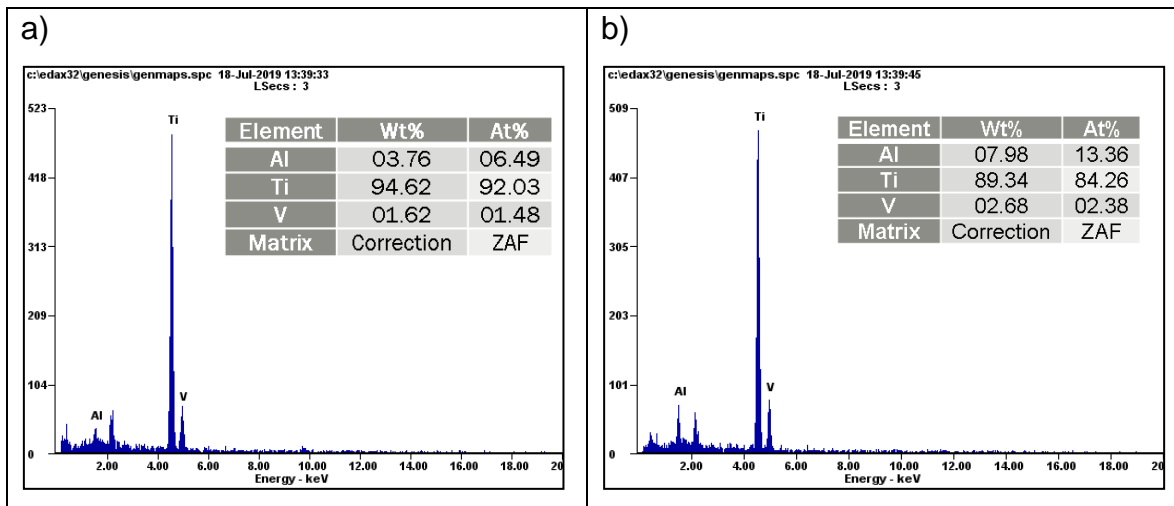 a)
c:\edax32\genesis\genmaps.spc 18-Jul-2019 13:39:33
LSecs : 3
523
418
313
209
104
0
Ti
Al
V
Element Wt% At%
Al 03.76 06.49
Ti 94.62 92.03
V 01.62 01.48
Matrix Correction ZAF
2.00 4.00 6.00 8.00 10.00 12.00 14.00 16.00 18.00 20
Energy - keV
b)
c:\edax32\genesis\genmaps.spc 18-Jul-2019 13:39:45
LSecs : 3
509
407
305
203
101
0
Ti
Al
V
Element Wt% At%
Al 07.98 13.36
Ti 89.34 84.26
V 02.68 02.38
Matrix Correction ZAF
2.00 4.00 6.00 8.00 10.00 12.00 14.00 16.00 18.00 20
Energy - keV